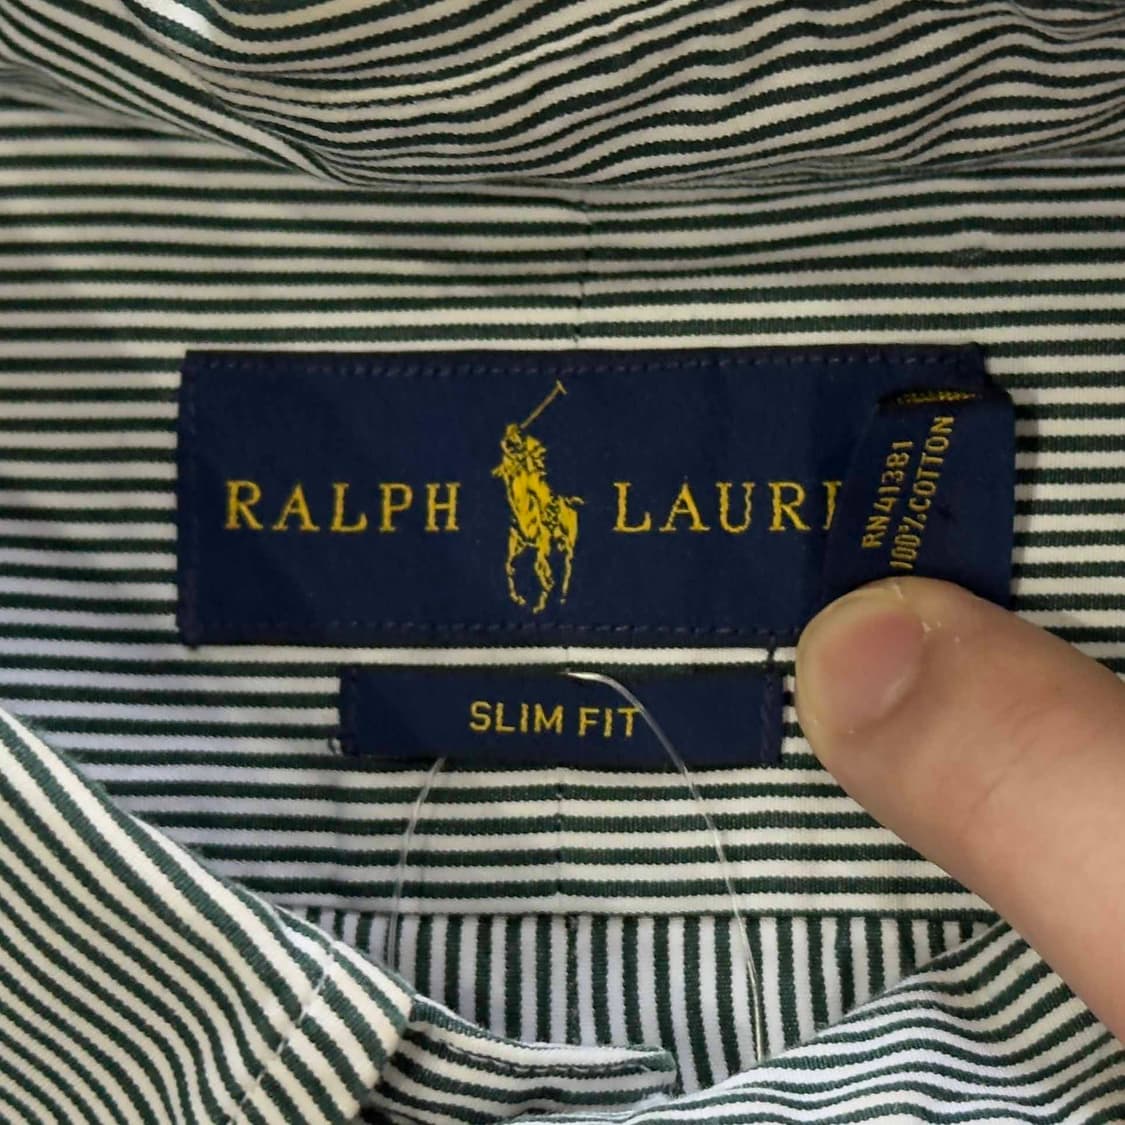 RALPH LAUR
SLIM FIT
RN41381
100% COTTON